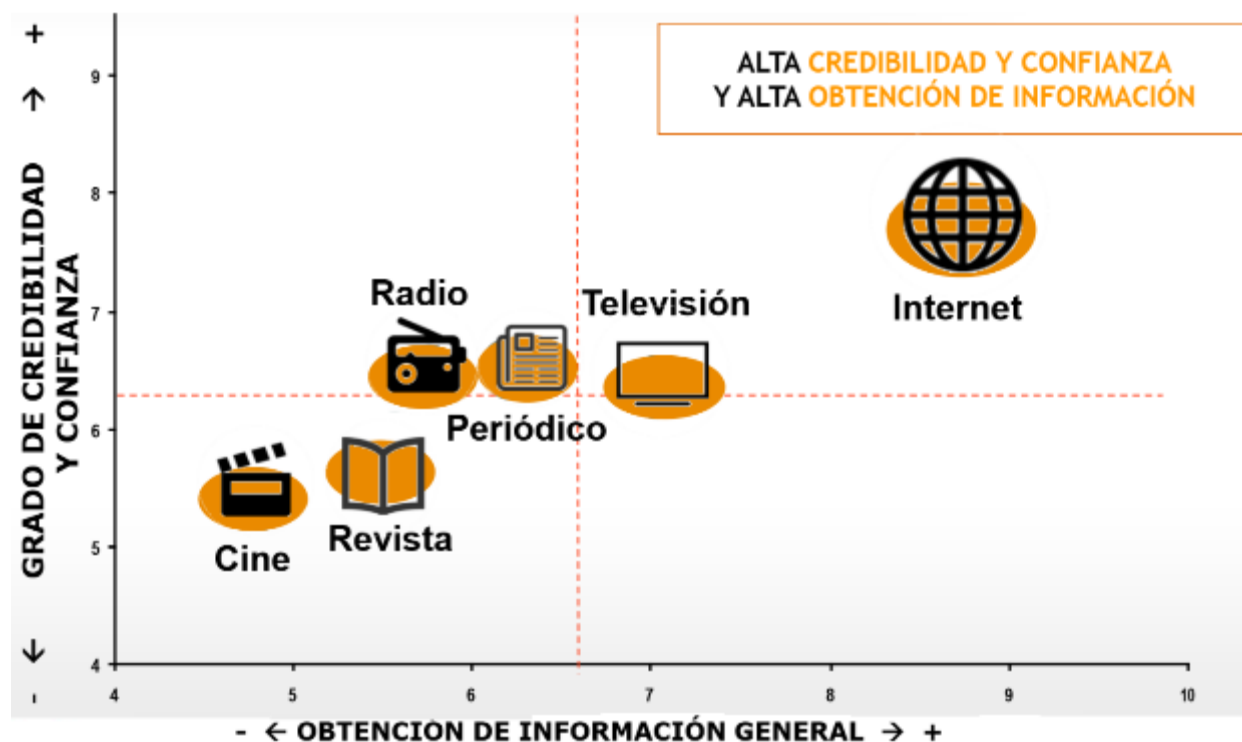 ALTA CREDIBILIDAD Y CONFIANZA
Y ALTA OBTENCIÓN DE INFORMACIÓN
- ← GRADO DE CREDIBILIDAD → +
Y CONFIANZA
9
8
7
6
5
4
Radio
Periódico
Televisión
Internet
Cine
Revista
4 5 6 7 8 9 10
- ← OBTENCIÓN DE INFORMACIÓN GENERAL → +